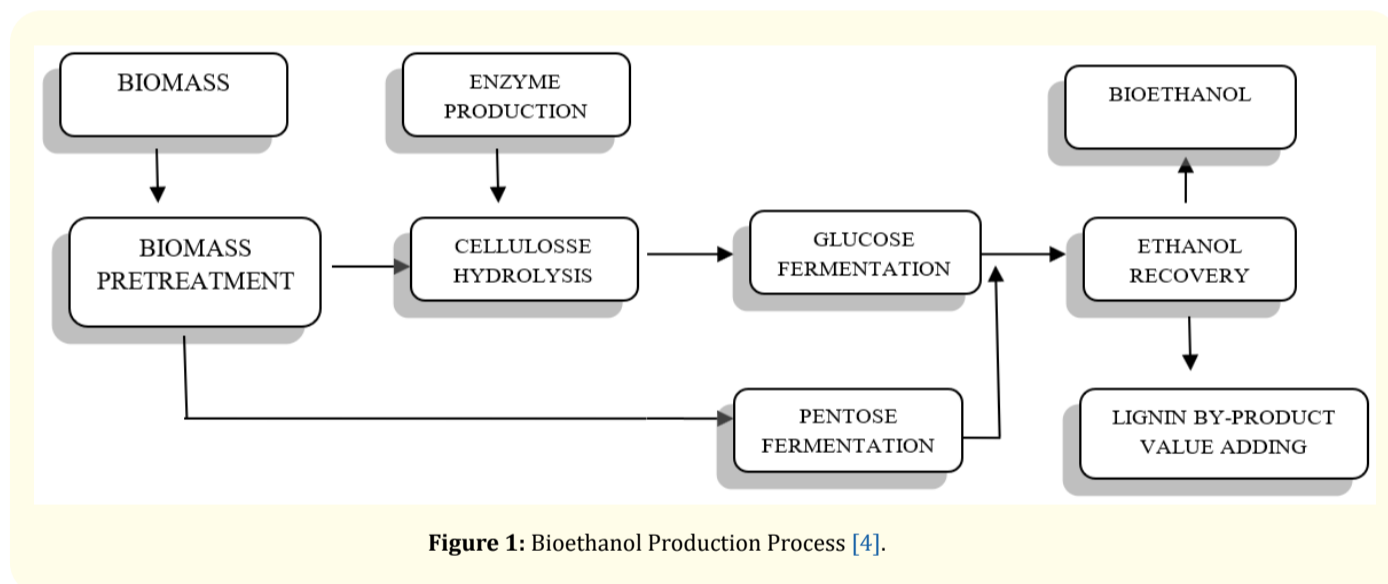 BIOMASS
ENZYME
PRODUCTION
BIOETHANOL
BIOMASS
PRETREATMENT
CELLULOSSE
HYDROLYSIS
GLUCOSE
FERMENTATION
ETHANOL
RECOVERY
PENTOSE
FERMENTATION
LIGNIN BY-PRODUCT
VALUE ADDING
Figure 1: Bioethanol Production Process [4].